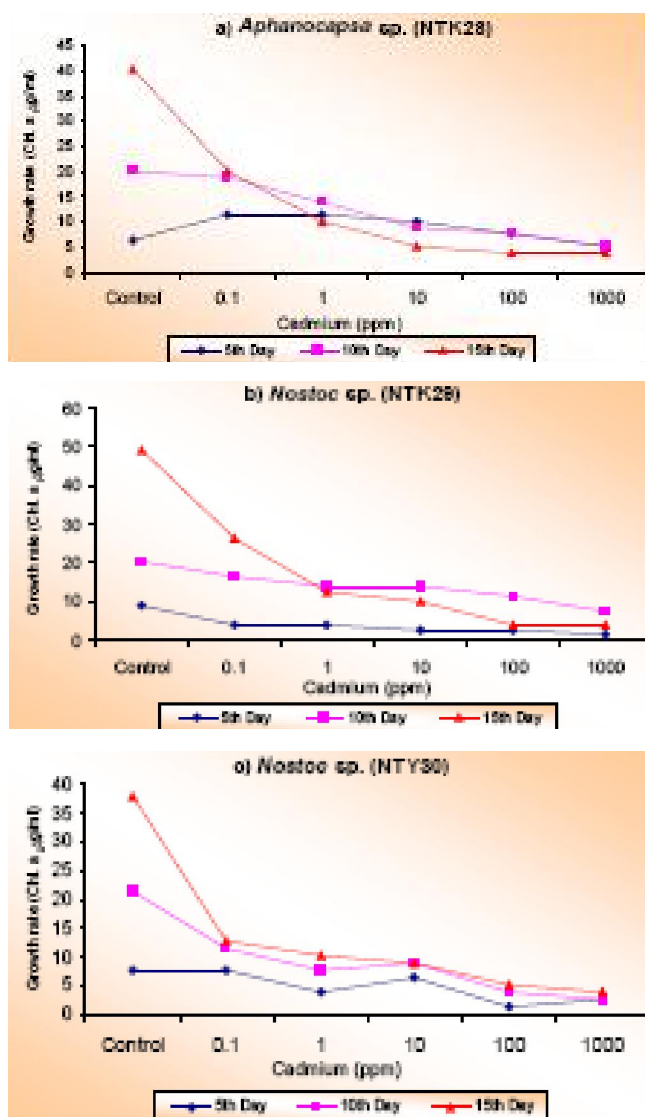 a) Aphanocapsa sp. (NTK28)
Growth rate (Chl. a µg/ml)
45
40
35
30
25
20
15
10
5
0
Control 0.1 1 10 100 1000
Cadmium (ppm)
5th Day 10th Day 15th Day
b) Nostoc sp. (NTK29)
Growth rate (Chl. a µg/ml)
60
50
40
30
20
10
0
Control 0.1 1 10 100 1000
Cadmium (ppm)
5th Day 10th Day 15th Day
c) Nostoc sp. (NTY30)
Growth rate (Chl. a µg/ml)
40
35
30
25
20
15
10
5
0
Control 0.1 1 10 100 1000
Cadmium (ppm)
5th Day 10th Day 15th Day